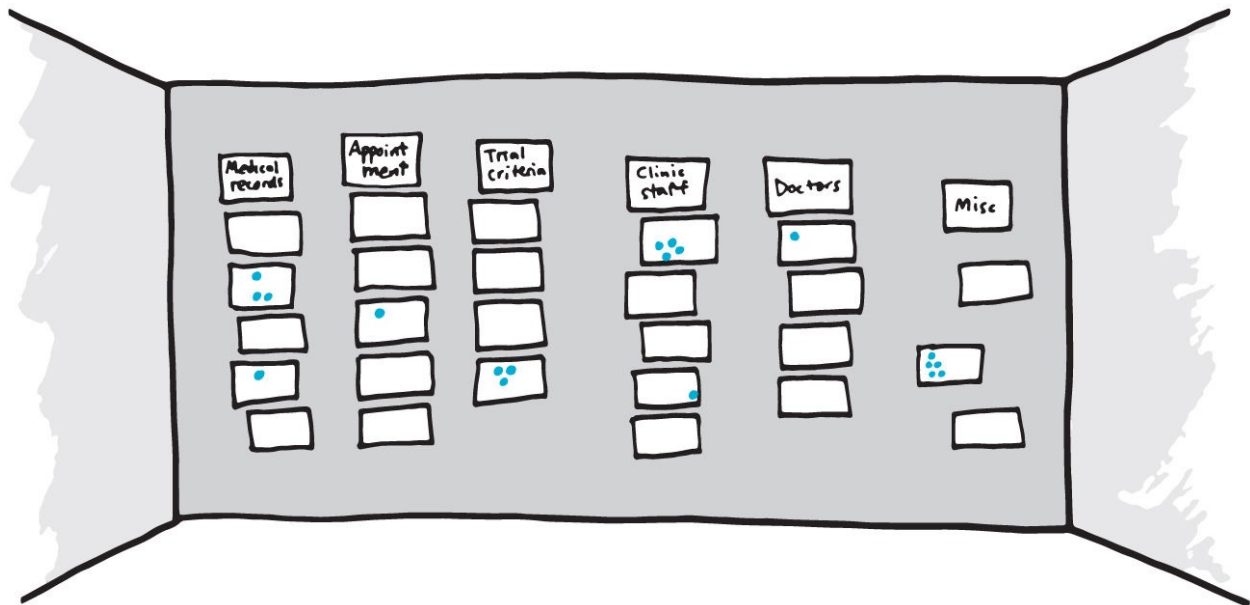 Medical
records
Appoint
ment
Trial
criteria
Clinic
staff
Doctors
Misc